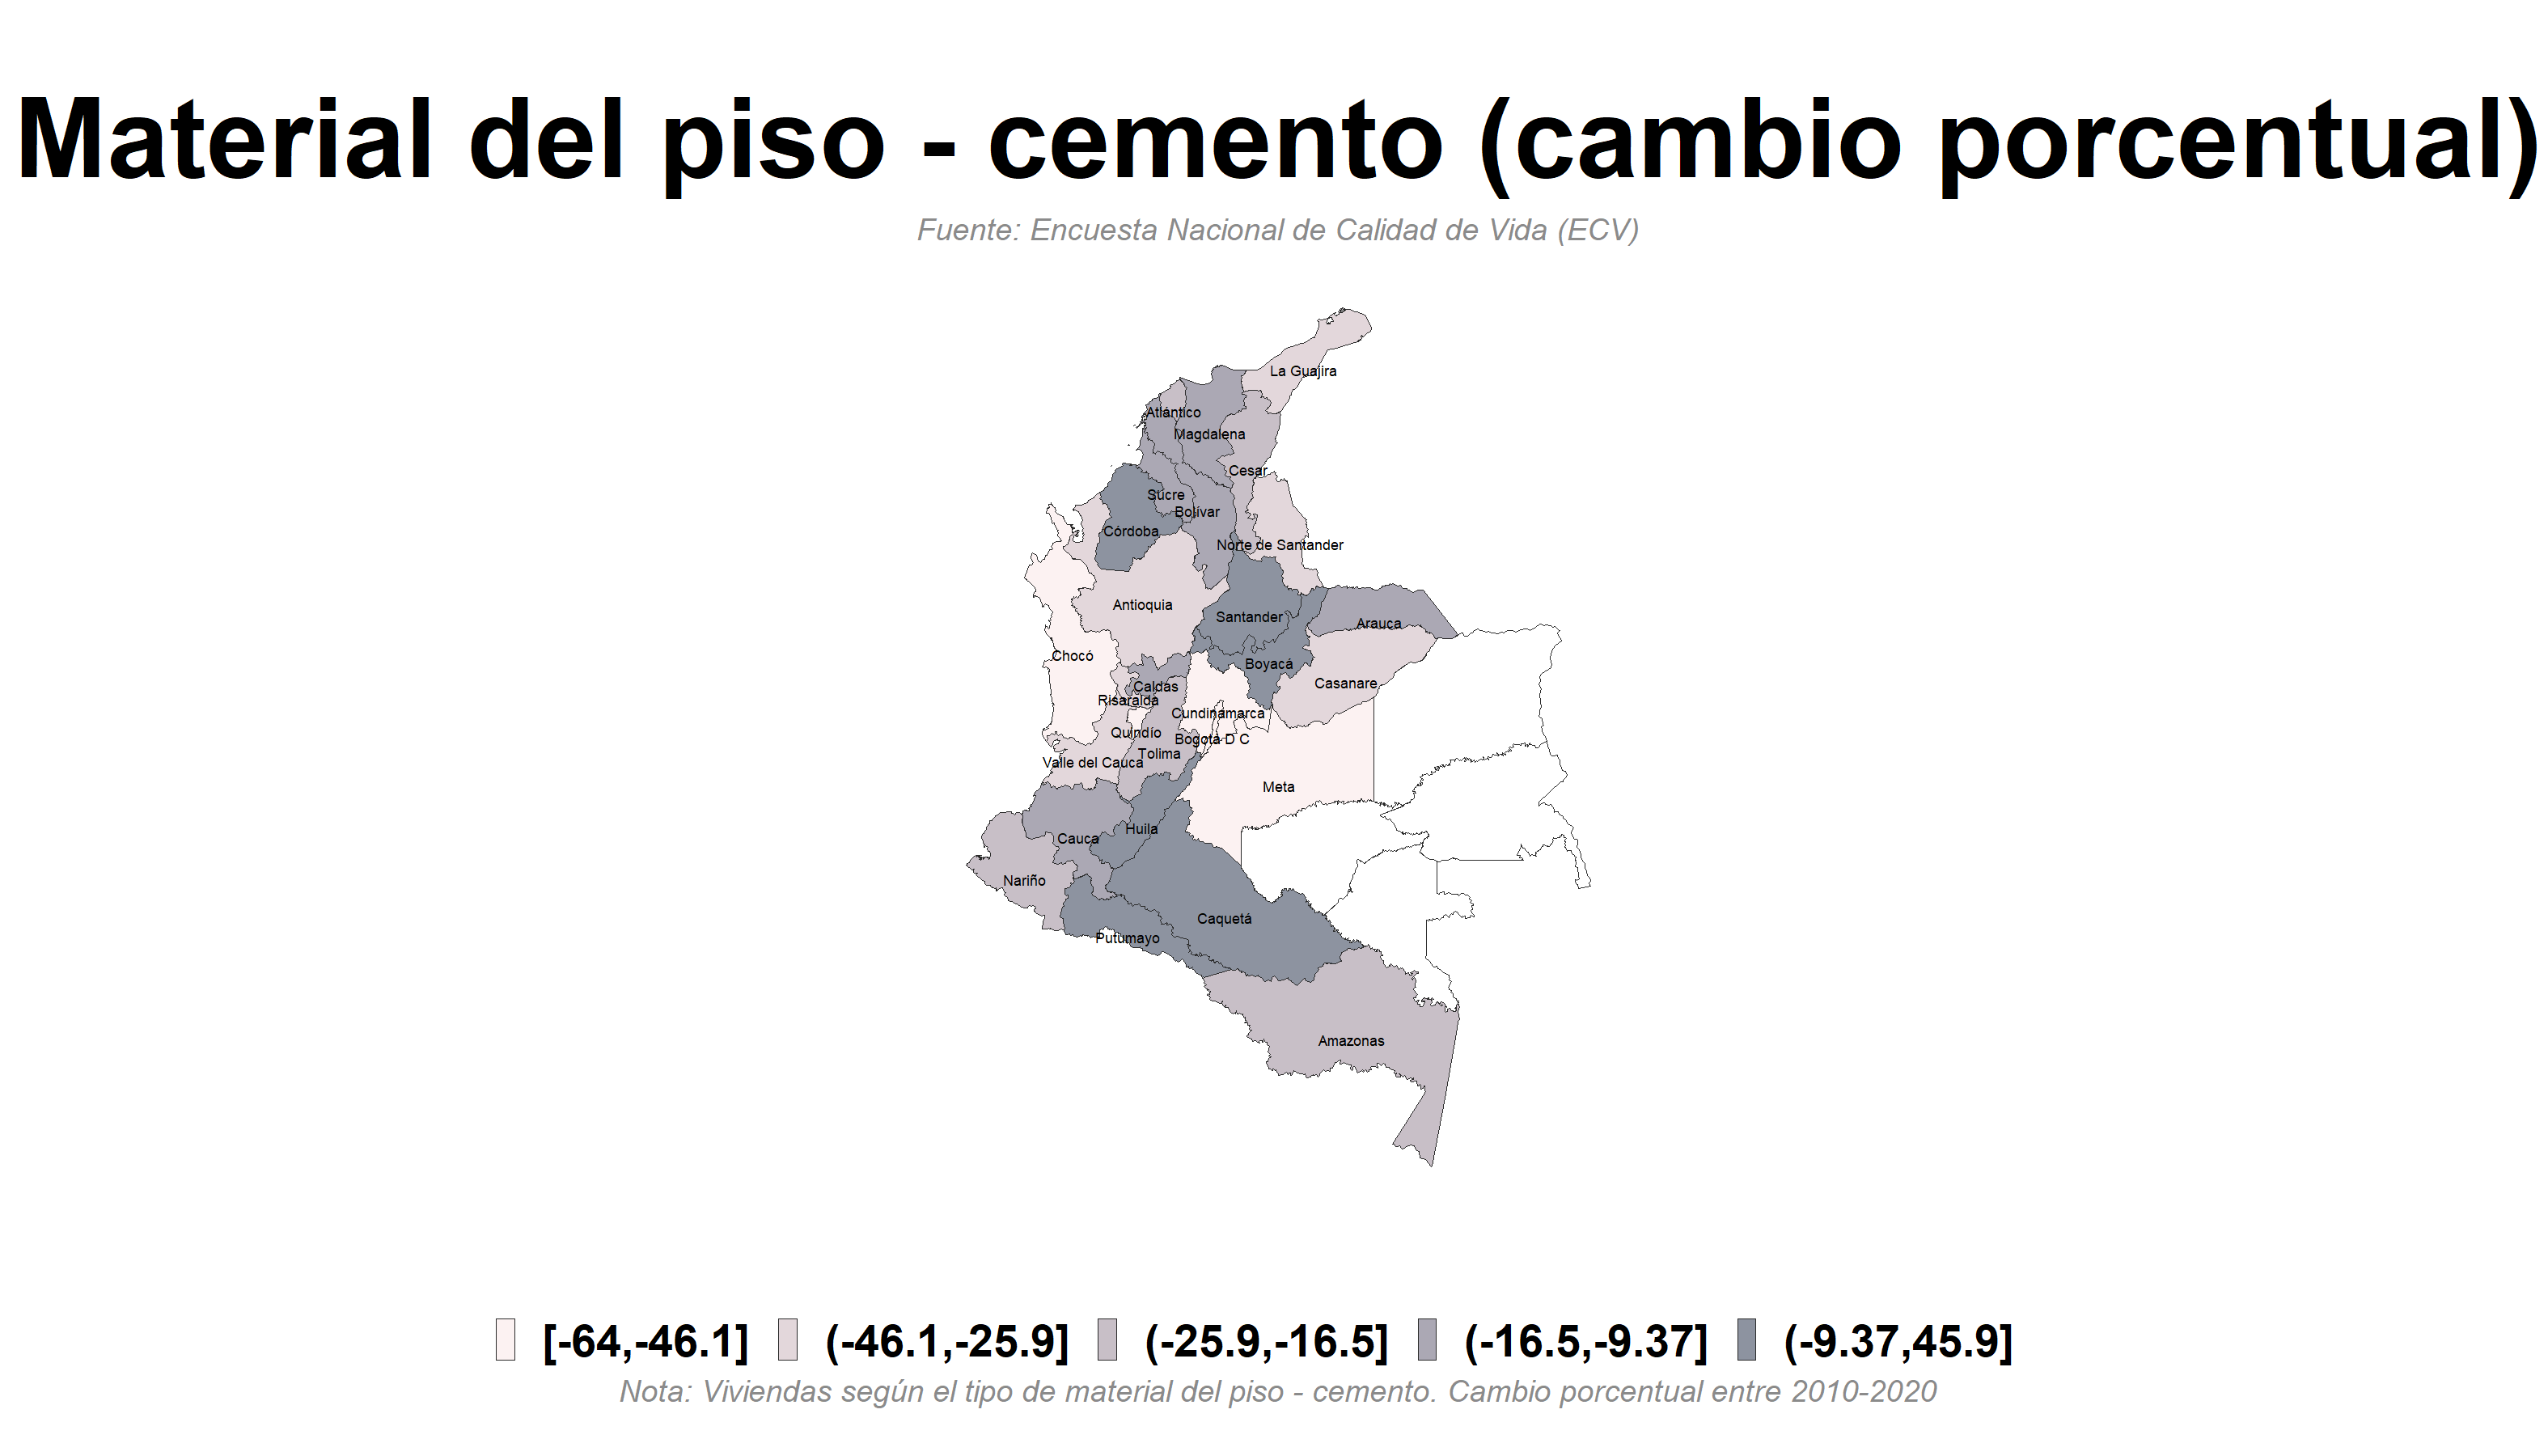 Material del piso - cemento (cambio porcentual)
Fuente: Encuesta Nacional de Calidad de Vida (ECV)
La Guajira
Atlántico
Magdalena
Cesar
Sucre
Bolívar
Córdoba
Norte de Santander
Antioquia
Santander
Arauca
Chocó
Boyacá
Casanare
Caldas
Risaralda
Cundinamarca
Quindío
Bogotá D C
Tolima
Valle del Cauca
Meta
Huila
Cauca
Nariño
Caquetá
Putumayo
Amazonas
[-64,-46.1] (-46.1,-25.9] (-25.9,-16.5] (-16.5,-9.37] (-9.37,45.9]
Nota: Viviendas según el tipo de material del piso - cemento. Cambio porcentual entre 2010-2020